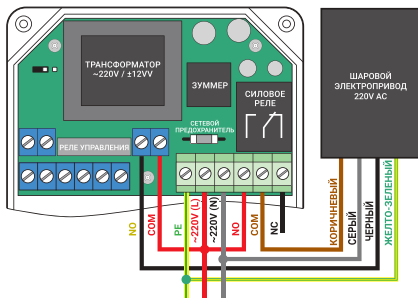 ТРАНСФОРМАТОР
~220V / ±12VV
ЗУММЕР
СИЛОВОЕ
РЕЛЕ
ШАРОВОЙ
ЭЛЕКТРОПРИВОД
220V AC
СЕТЕВОЙ
ПРЕДОХРАНИТЕЛЬ
РЕЛЕ УПРАВЛЕНИЯ
NO
COM
PE
~220V (L)
~220V (N)
NO
COM
NC
КОРИЧНЕВЫЙ
СЕРЫЙ
ЧЕРНЫЙ
ЖЕЛТО-ЗЕЛЕНЫЙ